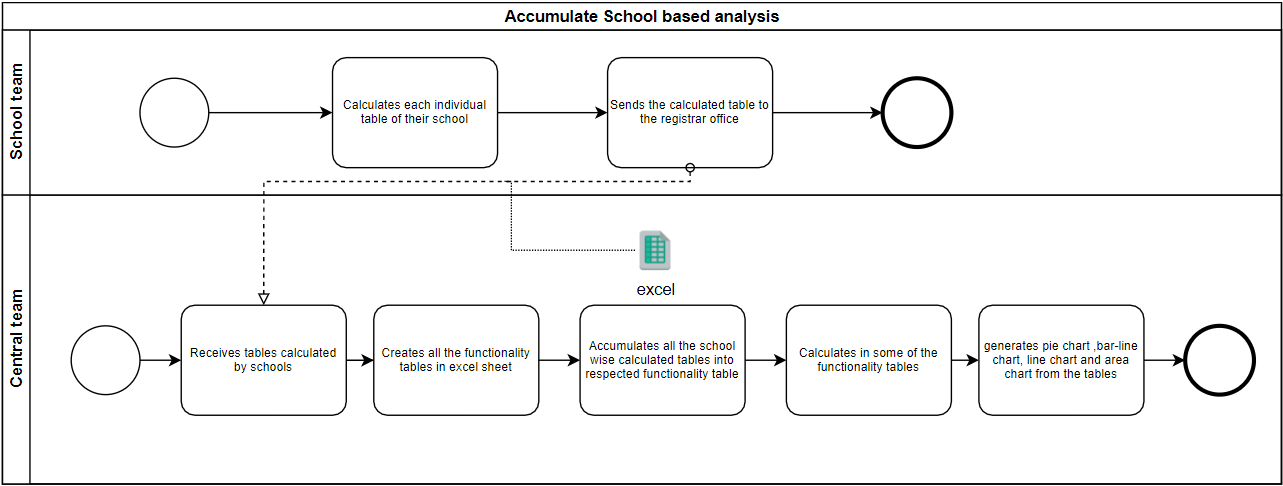 Accumulate School based analysis
School team
Calculates each individual
table of their school
Sends the calculated table to
the registrar office
excel
Central team
Receives tables calculated
by schools
Creates all the functionality
tables in excel sheet
Accumulates all the school
wise calculated tables into
respected functionality table
Calculates in some of the
functionality tables
generates pie chart ,bar-line
chart, line chart and area
chart from the tables